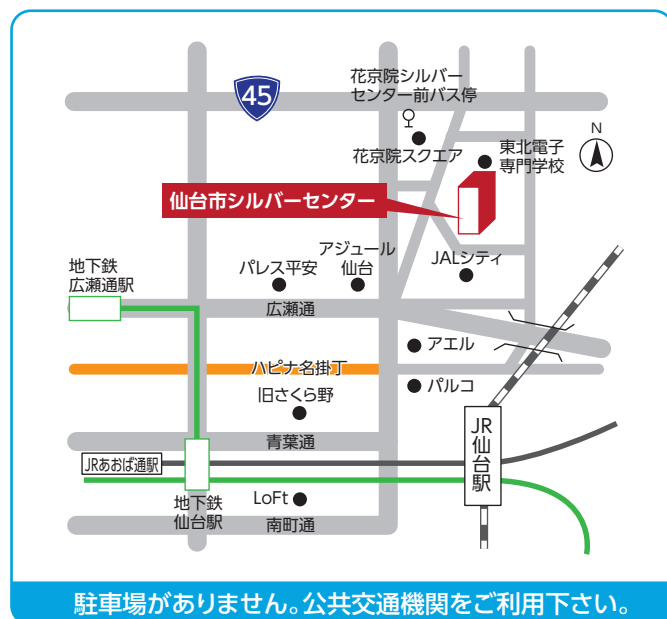 45
花京院シルバー
センター前バス停
花京院スクエア
東北電子
専門学校
N
仙台市シルバーセンター
地下鉄
広瀬通駅
パレス平安
アジュール
仙台
JALシティ
広瀬通
アエル
ハピナ名掛丁
パルコ
旧さくら野
青葉通
JR
仙台駅
JRあおば通駅
地下鉄
仙台駅
LoFt
南町通
駐車場がありません。公共交通機関をご利用下さい。